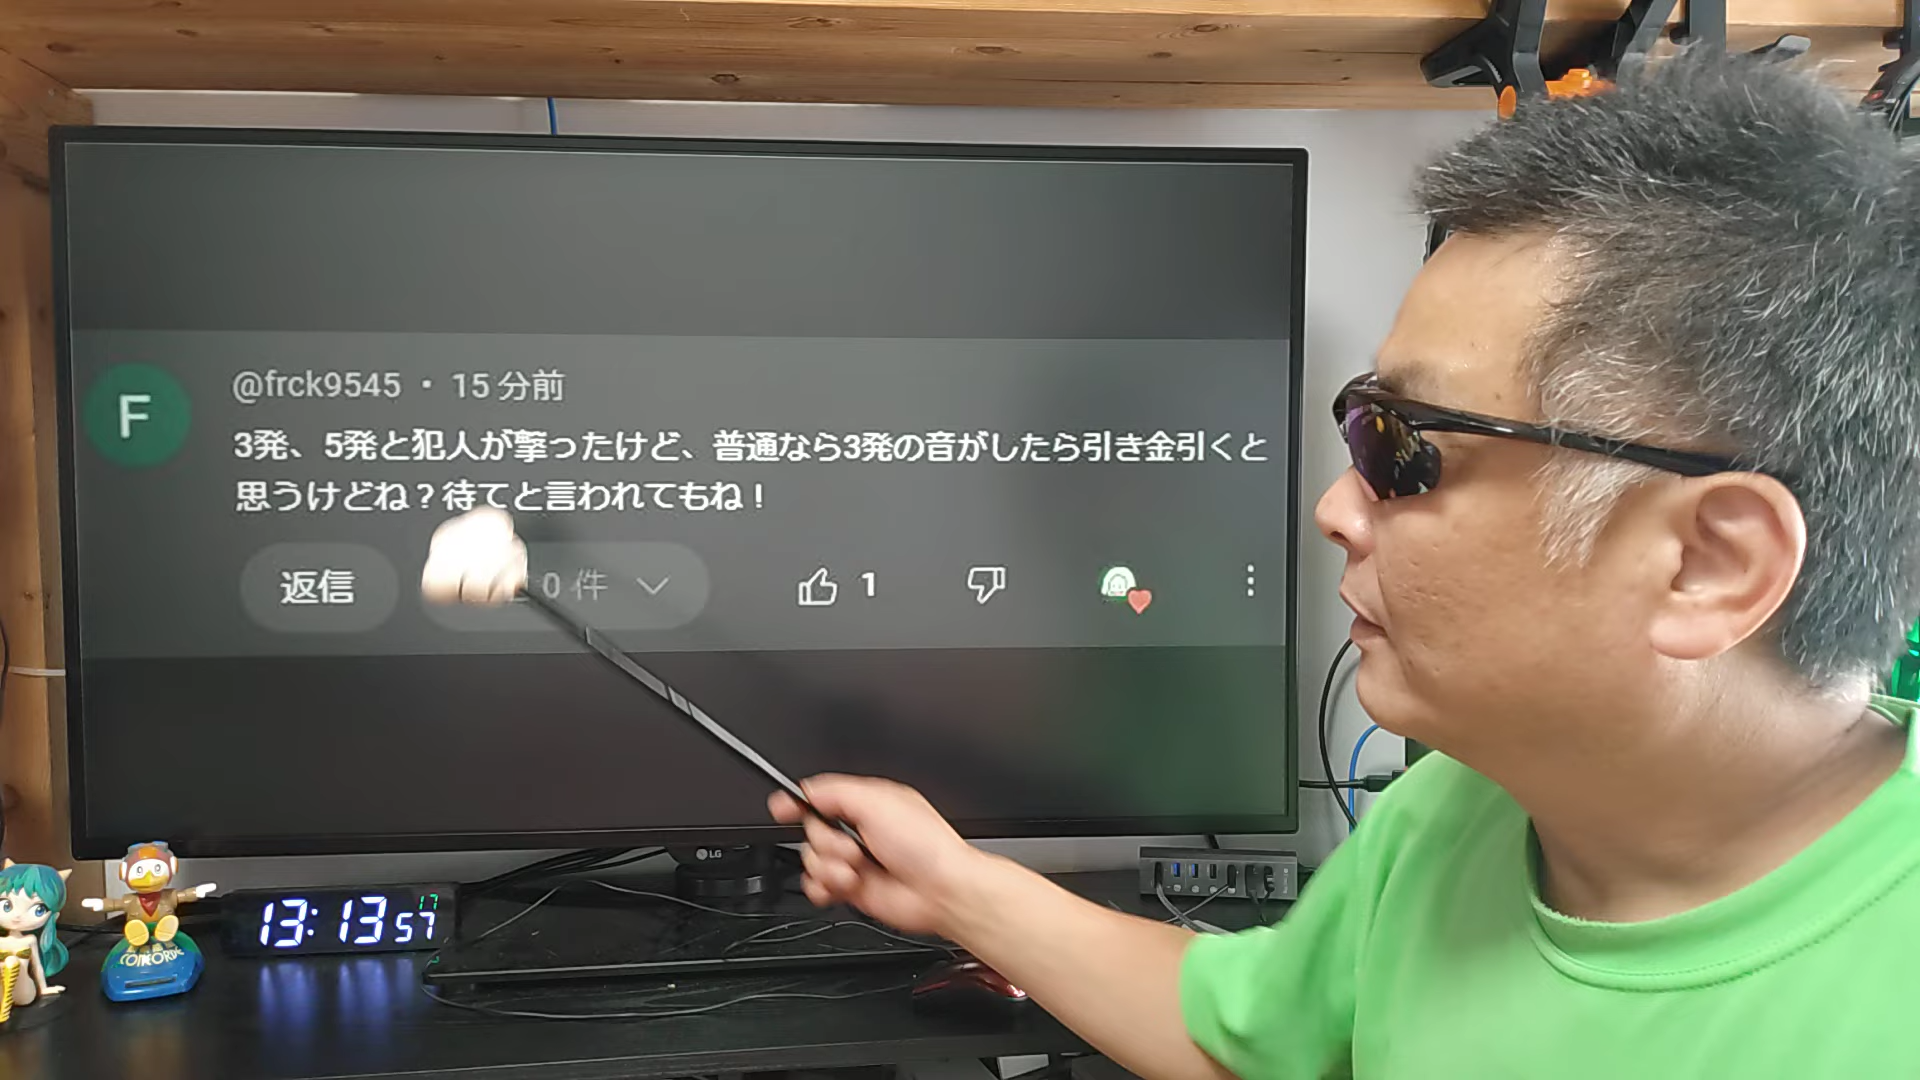 F
@frck9545 • 15 分前
3発、5発と犯人が撃ったけど、普通なら3発の音がしたら引き金引くと
思うけどね？待てと言われてもね！
返信
0 件
1
LG
13:13 57
17
CONCORDE